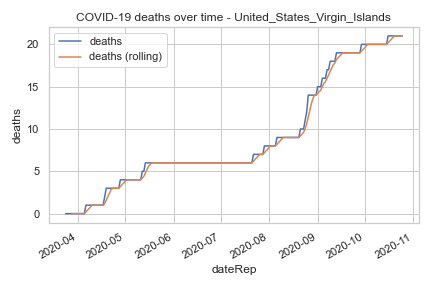 COVID-19 deaths over time - United_States_Virgin_Islands
deaths
deaths (rolling)
20
15
10
5
0
deaths
2020-04
2020-05
2020-06
2020-07
2020-08
2020-09
2020-10
2020-11
dateRep